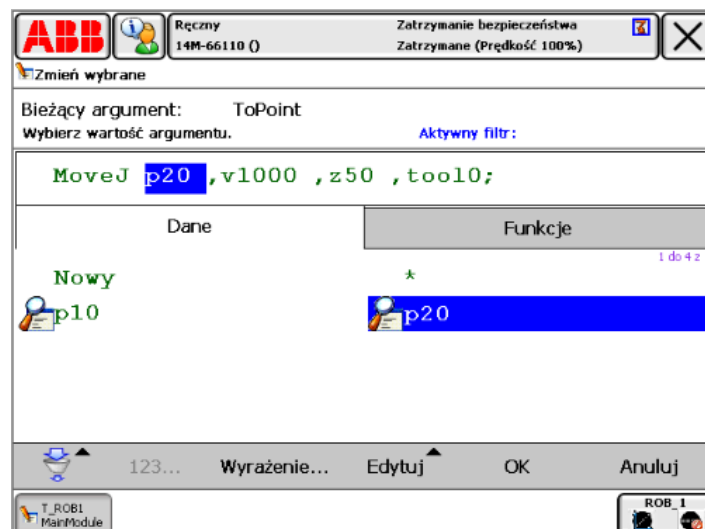 ABB
Ręczny
14M-66110 ()
Zatrzymanie bezpieczeństwa
Zatrzymane (Prędkość 100%)
Zmień wybrane
Bieżący argument: ToPoint
Wybierz wartość argumentu. Aktywny filtr:
MoveJ p20 ,v1000 ,z50 ,tool0;
Dane Funkcje
1 do 4 z
Nowy *
p10 p20
123... Wyrażenie... Edytuj OK Anuluj
T_ROB1
MainModule
ROB_1